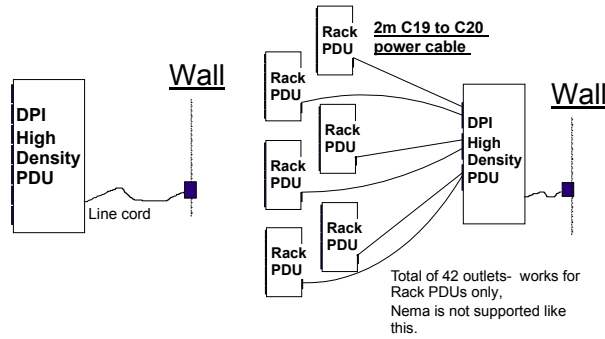 Wall
DPI
High
Density
PDU
Line cord
Rack
PDU
Rack
PDU
Rack
PDU
Rack
PDU
Rack
PDU
Rack
PDU
2m C19 to C20
power cable
DPI
High
Density
PDU
Wall
Total of 42 outlets- works for
Rack PDUs only,
Nema is not supported like
this.